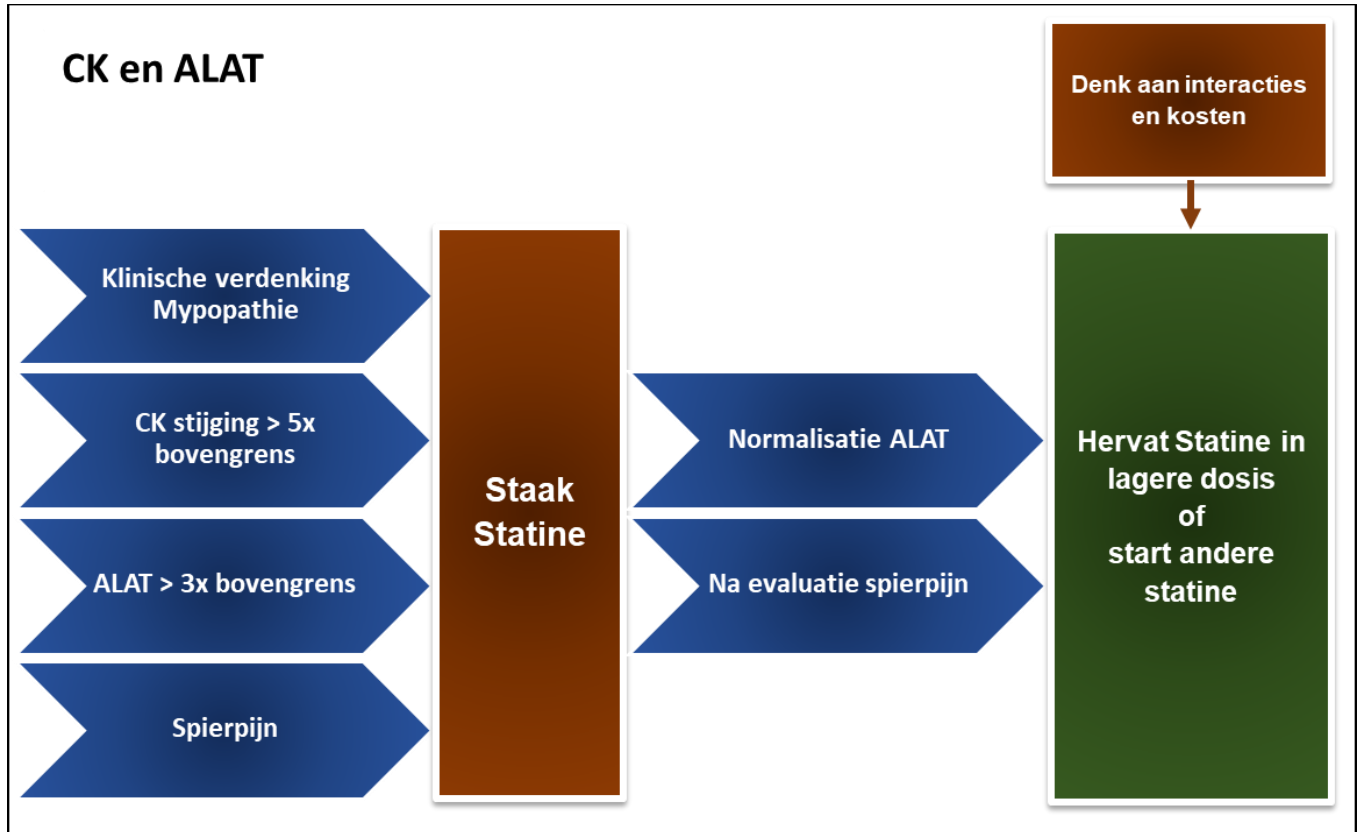 CK en ALAT
Denk aan interacties
en kosten
Klinische verdenking
Mypopathie
CK stijging > 5x
bovengrens
ALAT > 3x bovengrens
Spierpijn
Staak
Statine
Normalisatie ALAT
Na evaluatie spierpijn
Hervat Statine in
lagere dosis
of
start andere
statine